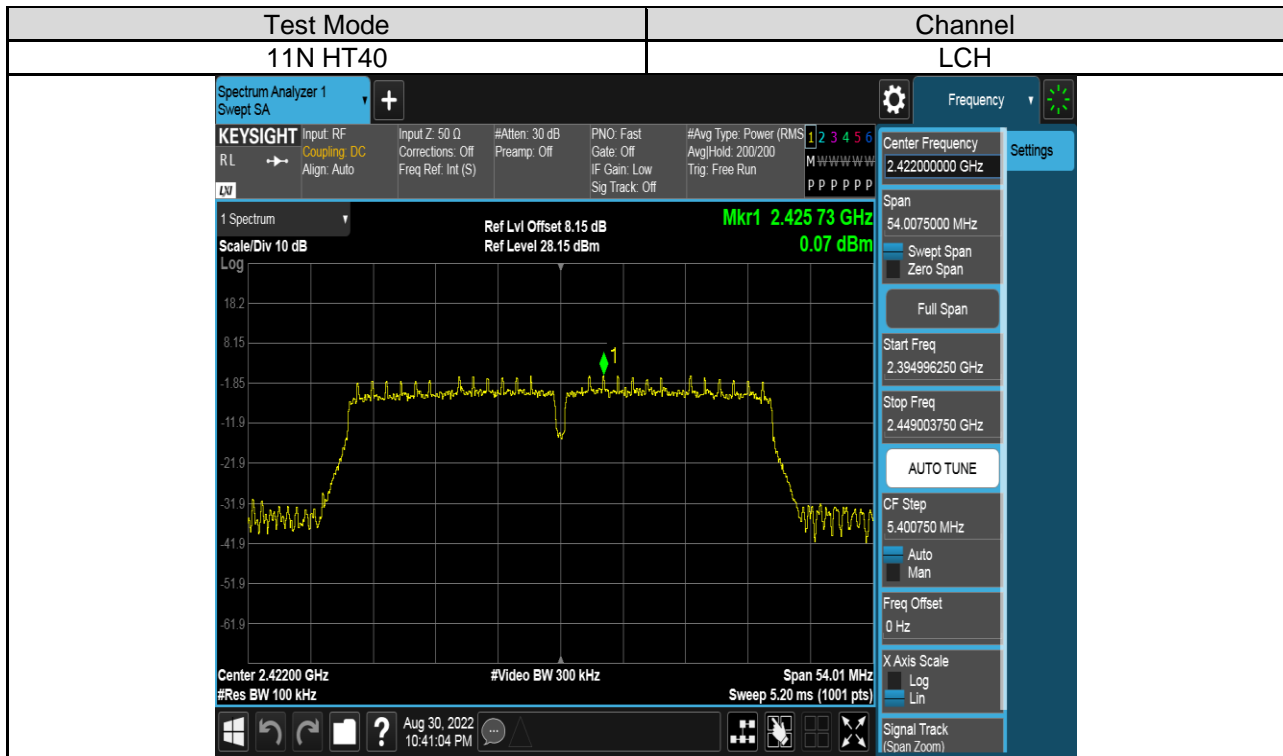 Test Mode Channel
11N HT40 LCH
Spectrum Analyzer 1
Swept SA
+
Frequency
KEYSIGHT
RL
LXI
Input: RF
Coupling: DC
Align: Auto
Input Z: 50 Ω
Corrections: Off
Freq Ref: Int (S)
#Atten: 30 dB
Preamp: Off
PNO: Fast
Gate: Off
IF Gain: Low
Sig Track: Off
#Avg Type: Power (RMS
Avg|Hold: 200/200
Trig: Free Run
1 2 3 4 5 6
M W W W W W
P P P P P P
1 Spectrum
Scale/Div 10 dB
Ref Lvl Offset 8.15 dB
Ref Level 28.15 dBm
Mkr1 2.425 73 GHz
0.07 dBm
Log
18.2
8.15
-1.85
-11.9
-21.9
-31.9
-41.9
-51.9
-61.9
1
Center 2.42200 GHz
#Res BW 100 kHz
#Video BW 300 kHz
Span 54.01 MHz
Sweep 5.20 ms (1001 pts)
Center Frequency
2.422000000 GHz
Settings
Span
54.0075000 MHz
Swept Span
Zero Span
Full Span
Start Freq
2.394996250 GHz
Stop Freq
2.449003750 GHz
AUTO TUNE
CF Step
5.400750 MHz
Auto
Man
Freq Offset
0 Hz
X Axis Scale
Log
Lin
Signal Track
(Span Zoom)
?
Aug 30, 2022
10:41:04 PM